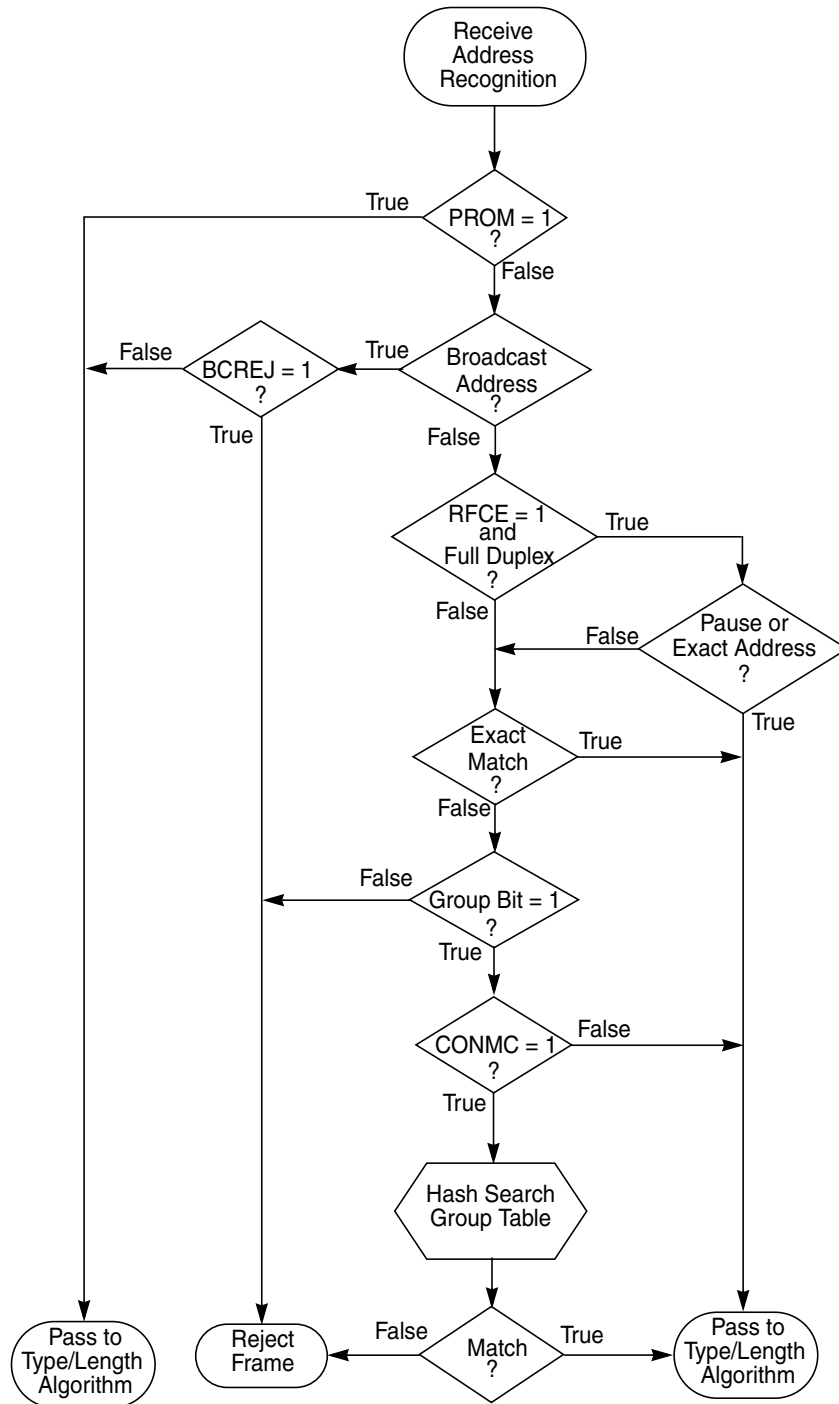 Receive
Address
Recognition
True
PROM = 1
?
False
False
BCREJ = 1
?
True
True
Broadcast
Address
?
False
RFCE = 1
and
Full Duplex
?
True
False
False
Pause or
Exact Address
?
True
Exact
Match
?
True
False
False
Group Bit = 1
?
True
CONMC = 1
?
False
True
Hash Search
Group Table
Pass to
Type/Length
Algorithm
Reject
Frame
False
Match
?
True
Pass to
Type/Length
Algorithm